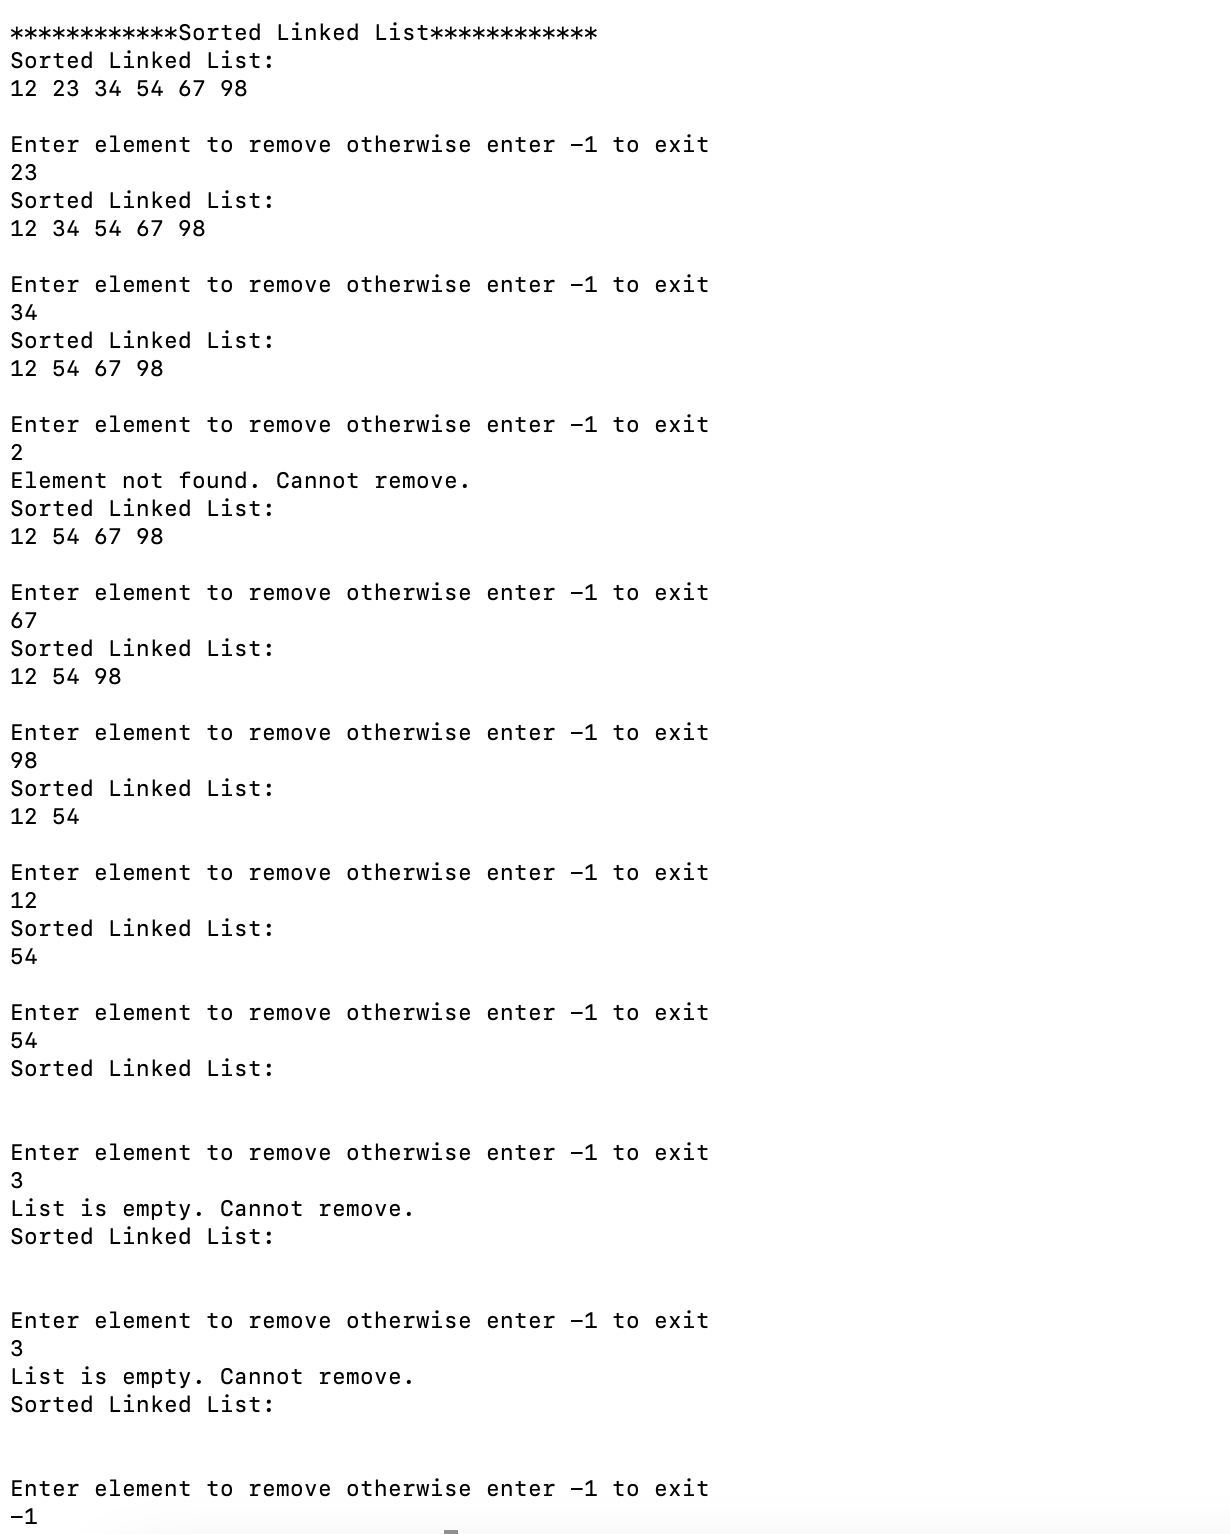 ************Sorted Linked List************
Sorted Linked List:
12 23 34 54 67 98
Enter element to remove otherwise enter -1 to exit
23
Sorted Linked List:
12 34 54 67 98
Enter element to remove otherwise enter -1 to exit
34
Sorted Linked List:
12 54 67 98
Enter element to remove otherwise enter -1 to exit
2
Element not found. Cannot remove.
Sorted Linked List:
12 54 67 98
Enter element to remove otherwise enter -1 to exit
67
Sorted Linked List:
12 54 98
Enter element to remove otherwise enter -1 to exit
98
Sorted Linked List:
12 54
Enter element to remove otherwise enter -1 to exit
12
Sorted Linked List:
54
Enter element to remove otherwise enter -1 to exit
54
Sorted Linked List:
Enter element to remove otherwise enter -1 to exit
3
List is empty. Cannot remove.
Sorted Linked List:
Enter element to remove otherwise enter -1 to exit
3
List is empty. Cannot remove.
Sorted Linked List:
Enter element to remove otherwise enter -1 to exit
-1